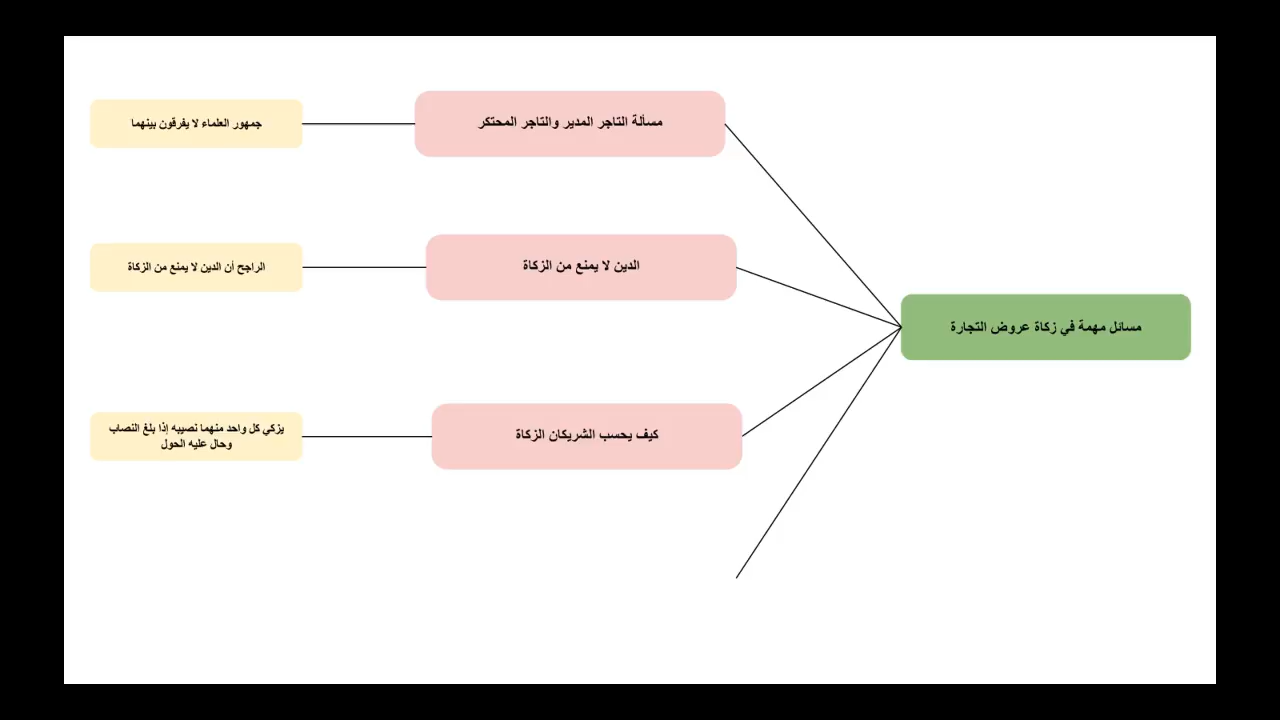 مسائل مهمة في زكاة عروض التجارة
مسألة التاجر المدير والتاجر المحتكر
جمهور العلماء لا يفرقون بينهما
الدين لا يمنع من الزكاة
الراجح أن الدين لا يمنع من الزكاة
كيف يحسب الشريكان الزكاة
يزكي كل واحد منهما نصيبه إذا بلغ النصاب
وحال عليه الحول